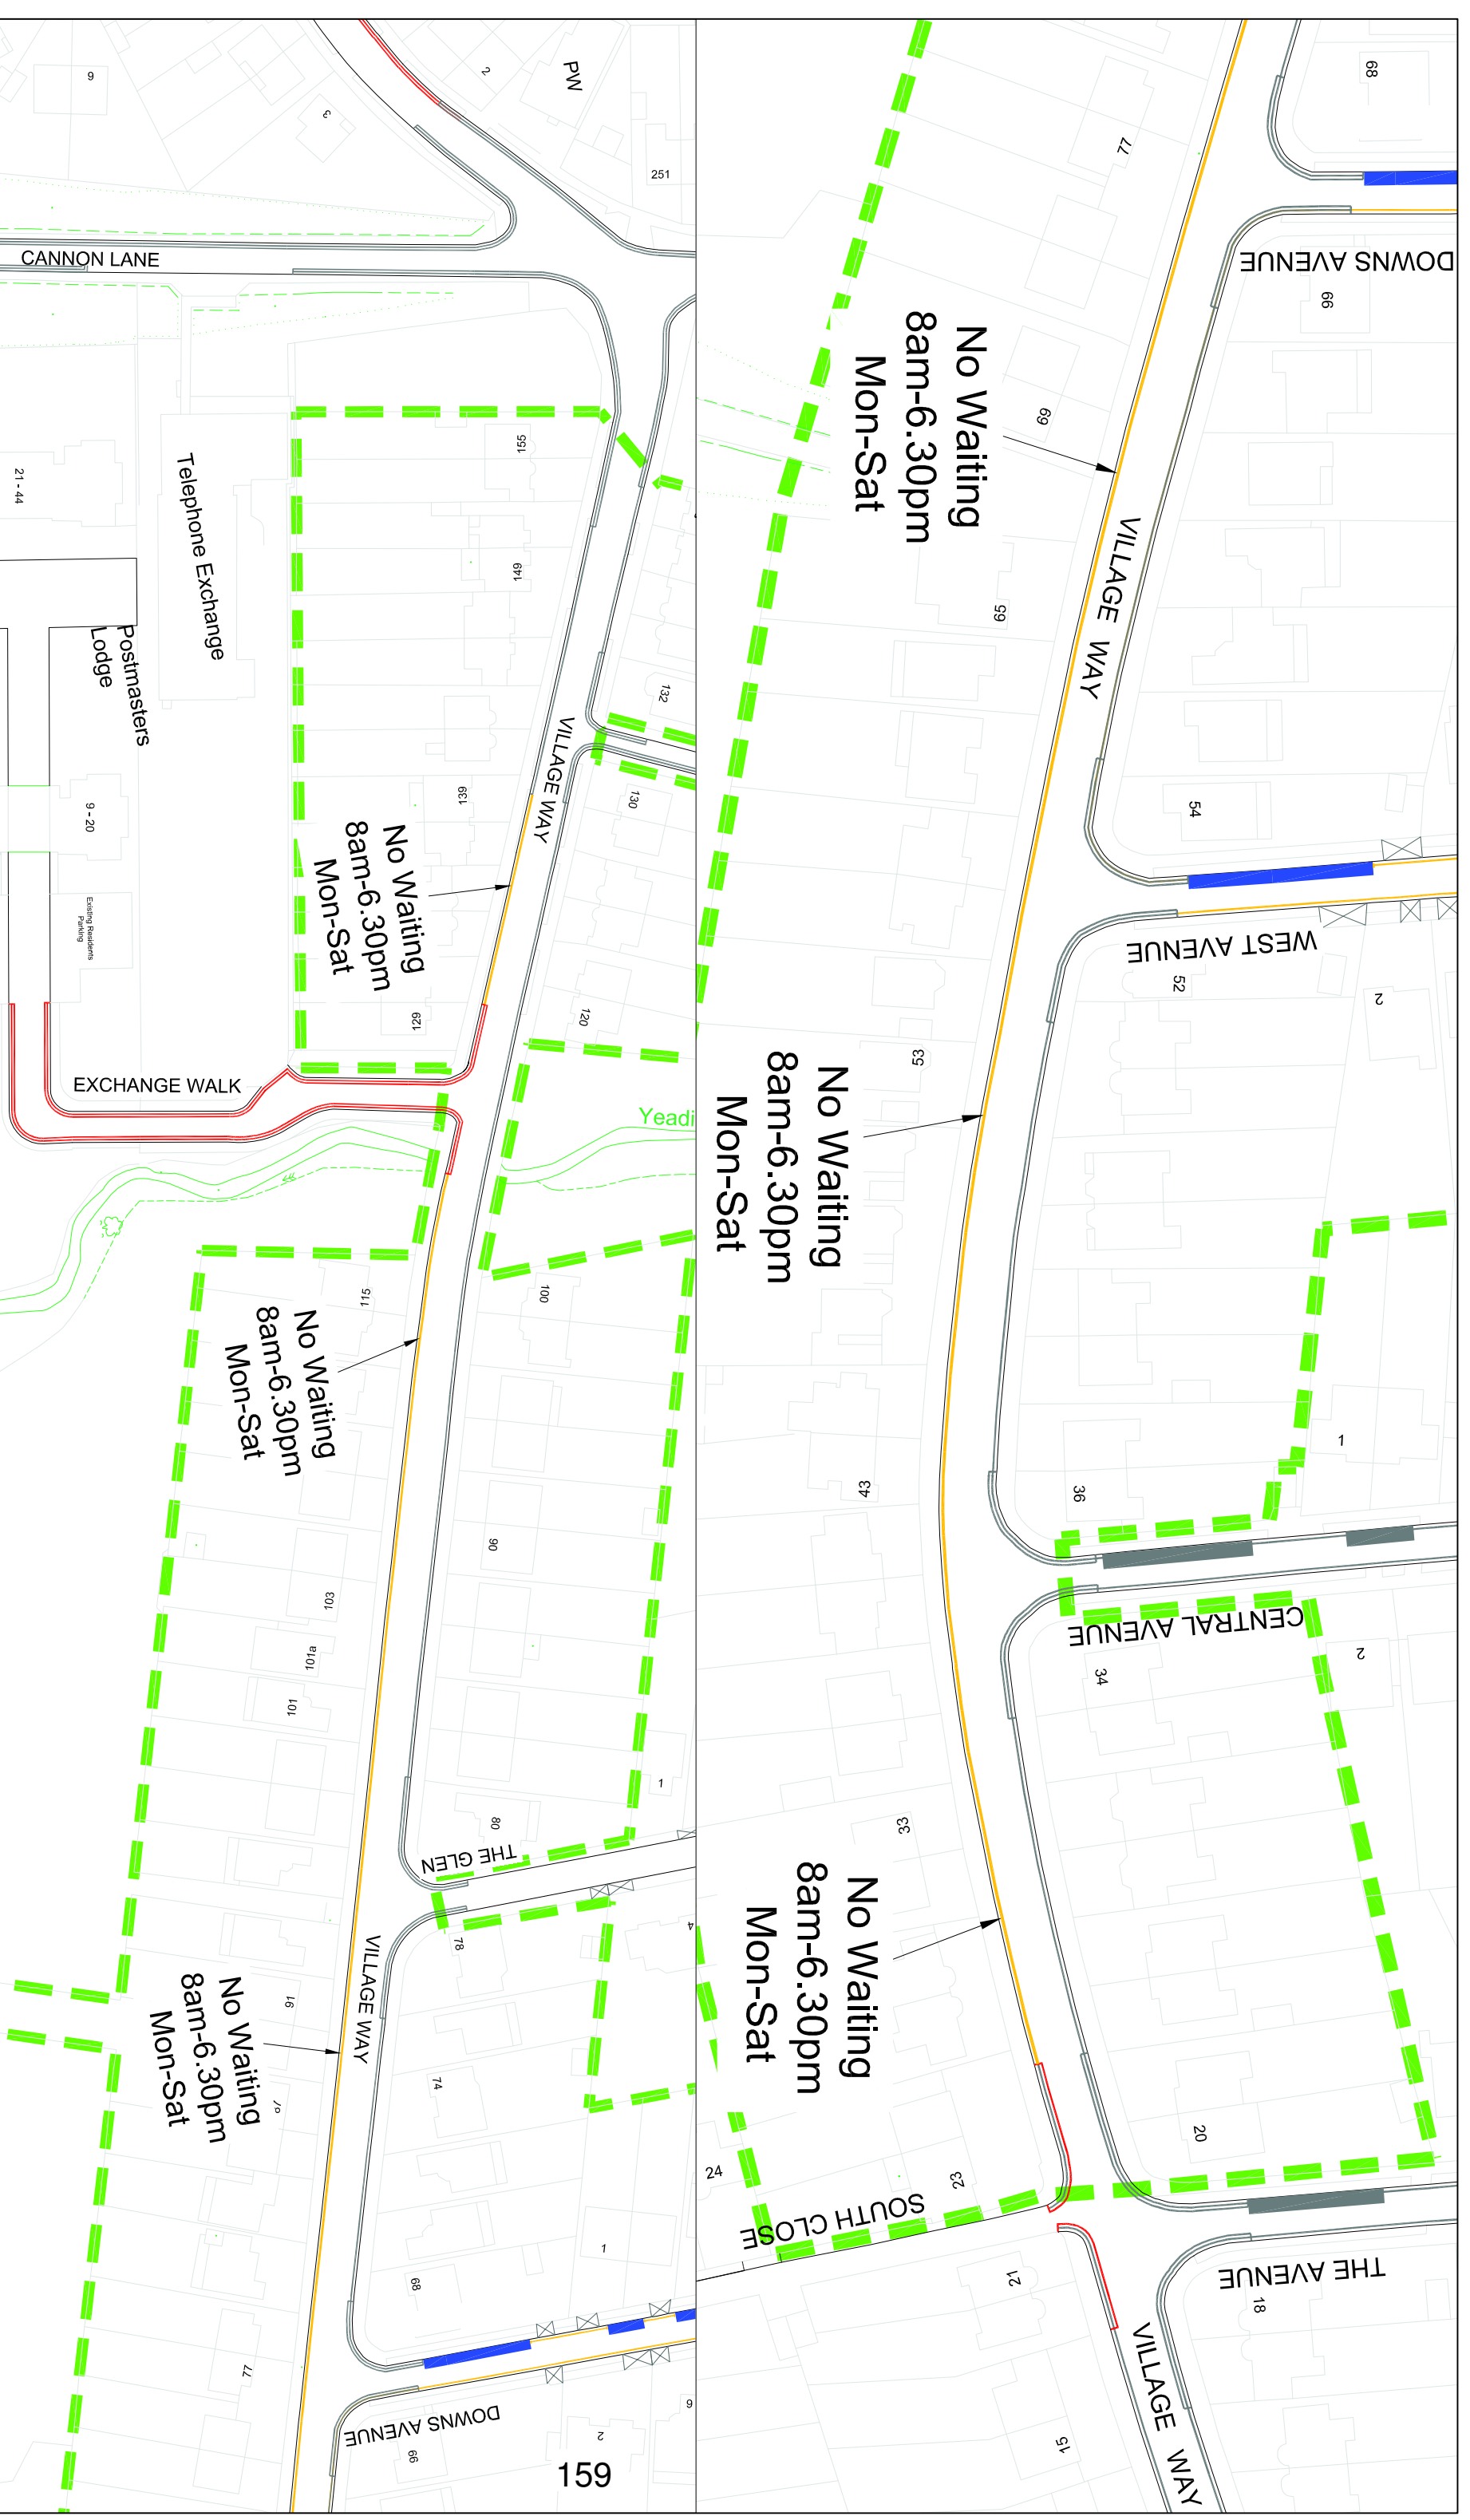 PW
2
9
3
251
CANNON LANE
155
149
21 - 44
Telephone Exchange
Postmasters
Lodge
132
VILLAGE WAY
130
139
9 - 20
No Waiting
8am-6.30pm
Mon-Sat
Existing Residents
Parking
129
120
EXCHANGE WALK
Yeadi
115
100
No Waiting
8am-6.30pm
Mon-Sat
90
103
101a
101
1
80
THE GLEN
78
4
VILLAGE WAY
91
No Waiting
8am-6.30pm
Mon-Sat
74
1
68
77
DOWNS AVENUE
66
2
9
159
68
77
DOWNS AVENUE
66
No Waiting
8am-6.30pm
Mon-Sat
69
VILLAGE WAY
65
54
WEST AVENUE
52
2
53
No Waiting
8am-6.30pm
Mon-Sat
43
36
1
CENTRAL AVENUE
34
2
33
No Waiting
8am-6.30pm
Mon-Sat
20
24
23
SOUTH CLOSE
21
THE AVENUE
18
VILLAGE WAY
15